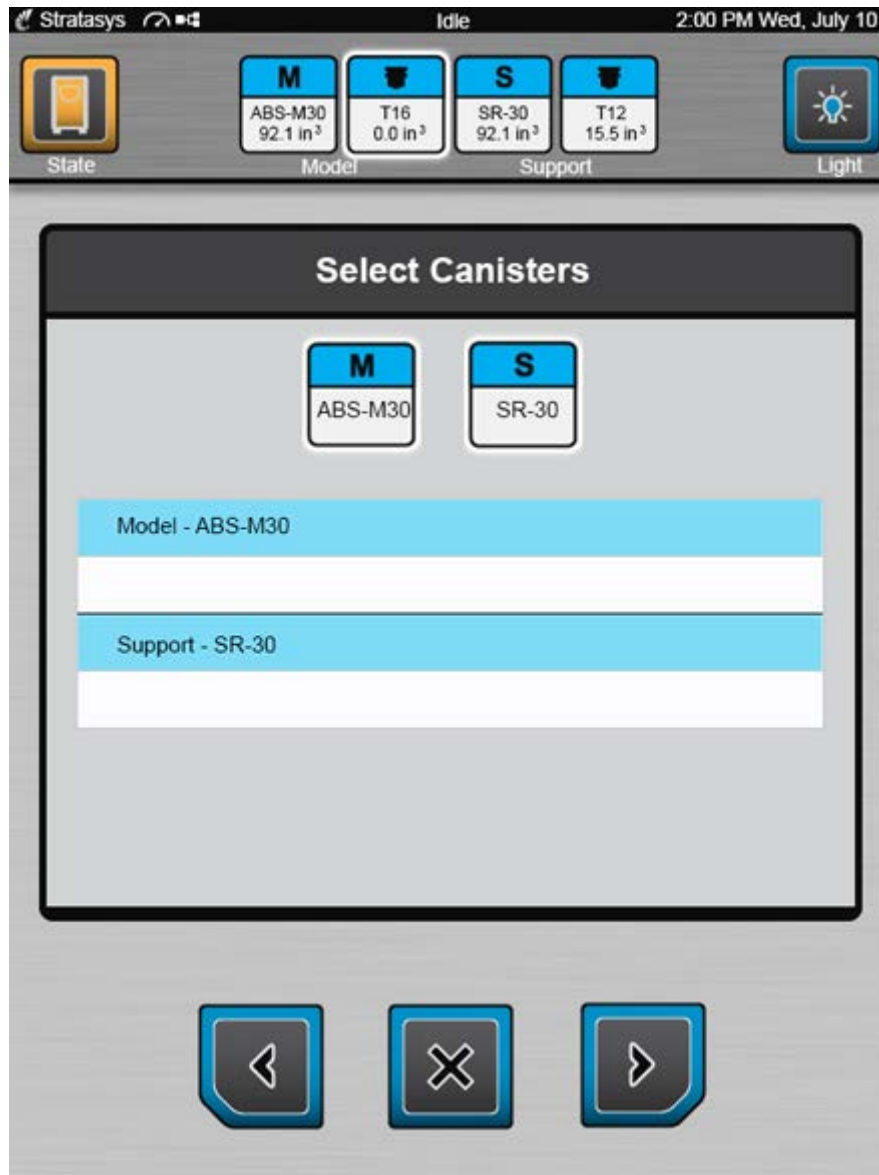 Stratasys Idle 2:00 PM Wed, July 10
M S
ABS-M30 T16 SR-30 T12
92.1 in³ 0.0 in³ 92.1 in³ 15.5 in³
State Model Support Light
Select Canisters
M S
ABS-M30 SR-30
Model - ABS-M30
Support - SR-30